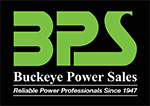 BPS
Buckeye Power Sales
Reliable Power Professionals Since 1947